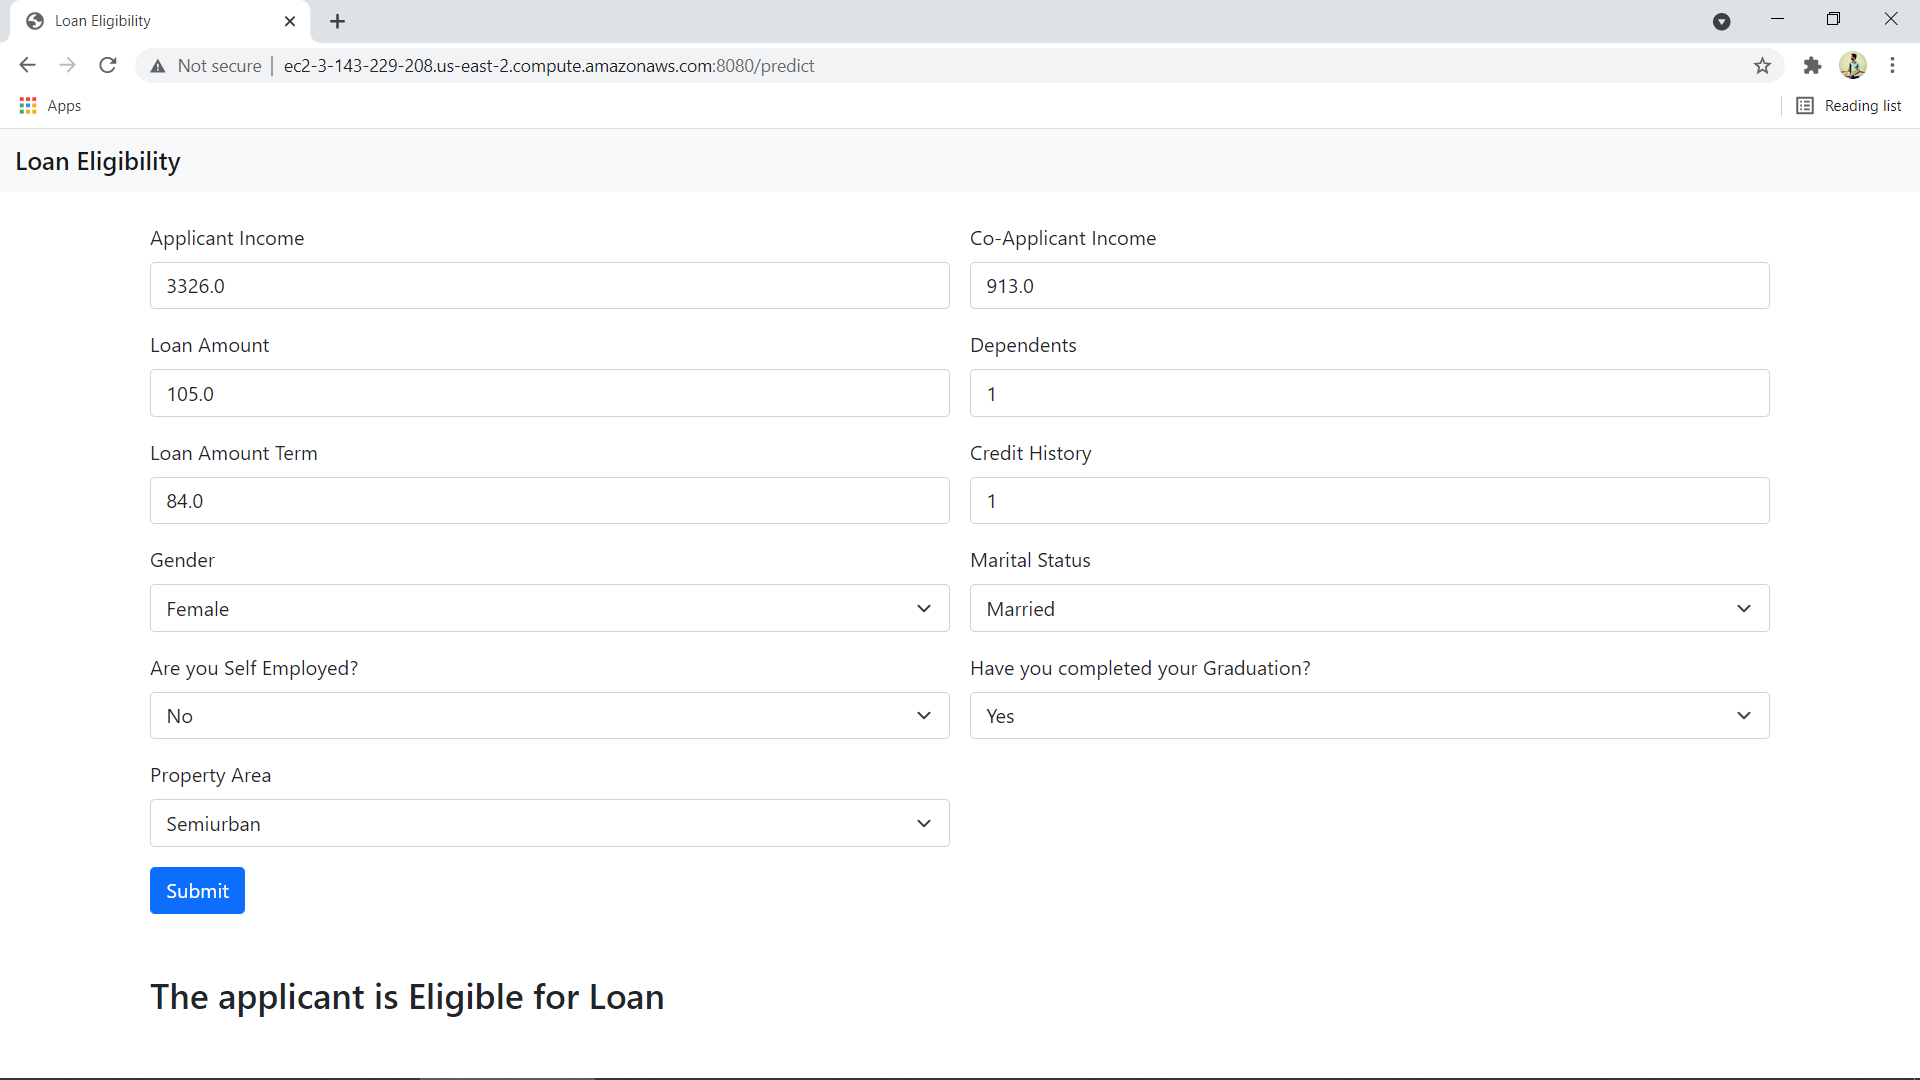 Loan Eligibility
Not secure | ec2-3-143-229-208.us-east-2.compute.amazonaws.com:8080/predict
Apps
Reading list
Loan Eligibility
Applicant Income
Co-Applicant Income
3326.0
913.0
Loan Amount
Dependents
105.0
1
Loan Amount Term
Credit History
84.0
1
Gender
Marital Status
Female
Married
Are you Self Employed?
Have you completed your Graduation?
No
Yes
Property Area
Semiurban
Submit
The applicant is Eligible for Loan